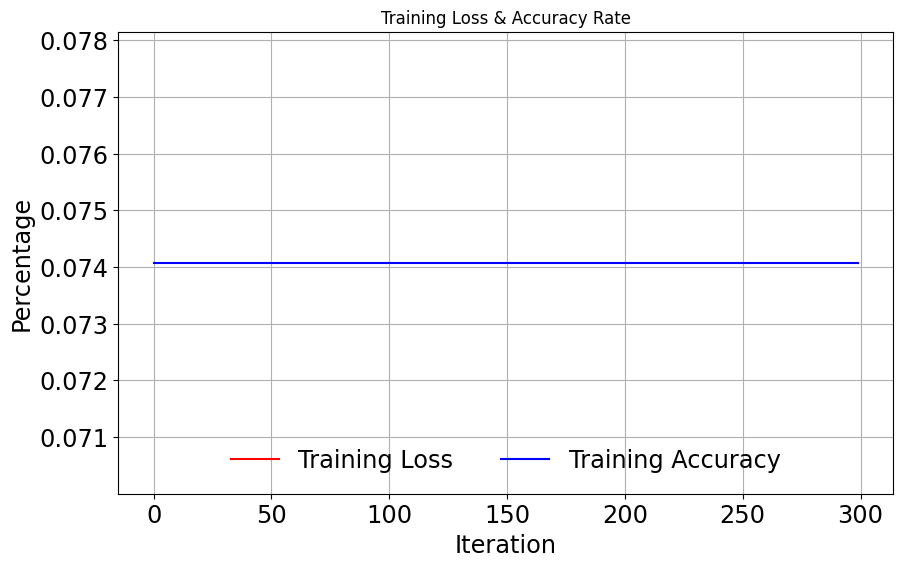 Training Loss & Accuracy Rate
0.078
0.077
0.076
0.075
0.074
0.073
0.072
0.071
Percentage
Training Loss
Training Accuracy
0 50 100 150 200 250 300
Iteration